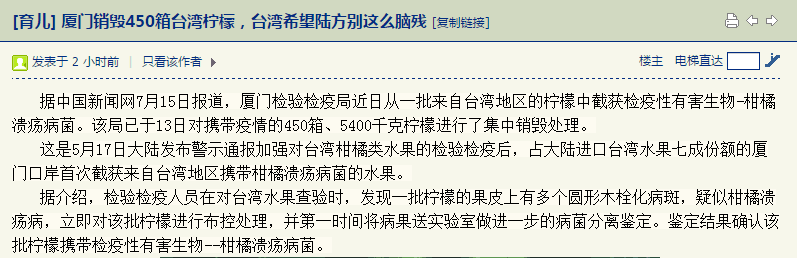 [育儿] 厦门销毁450箱台湾柠檬，台湾希望陆方别这么脑残 [复制链接]
发表于 2 小时前 | 只看该作者
楼主 电梯直达
据中国新闻网7月15日报道，厦门检验检疫局近日从一批来自台湾地区的柠檬中截获检疫性有害生物-柑橘
溃疡病菌。该局已于13日对携带疫情的450箱、5400千克柠檬进行了集中销毁处理。
这是5月17日大陆发布警示通报加强对台湾柑橘类水果的检验检疫后，占大陆进口台湾水果七成份额的厦
门口岸首次截获来自台湾地区携带柑橘溃疡病菌的水果。
据介绍，检验检疫人员在对台湾水果查验时，发现一批柠檬的果皮上有多个圆形木栓化病斑，疑似柑橘溃
疡病，立即对该批柠檬进行布控处理，并第一时间将病果送实验室做进一步的病菌分离鉴定。鉴定结果确认该
批柠檬携带检疫性有害生物--柑橘溃疡病菌。